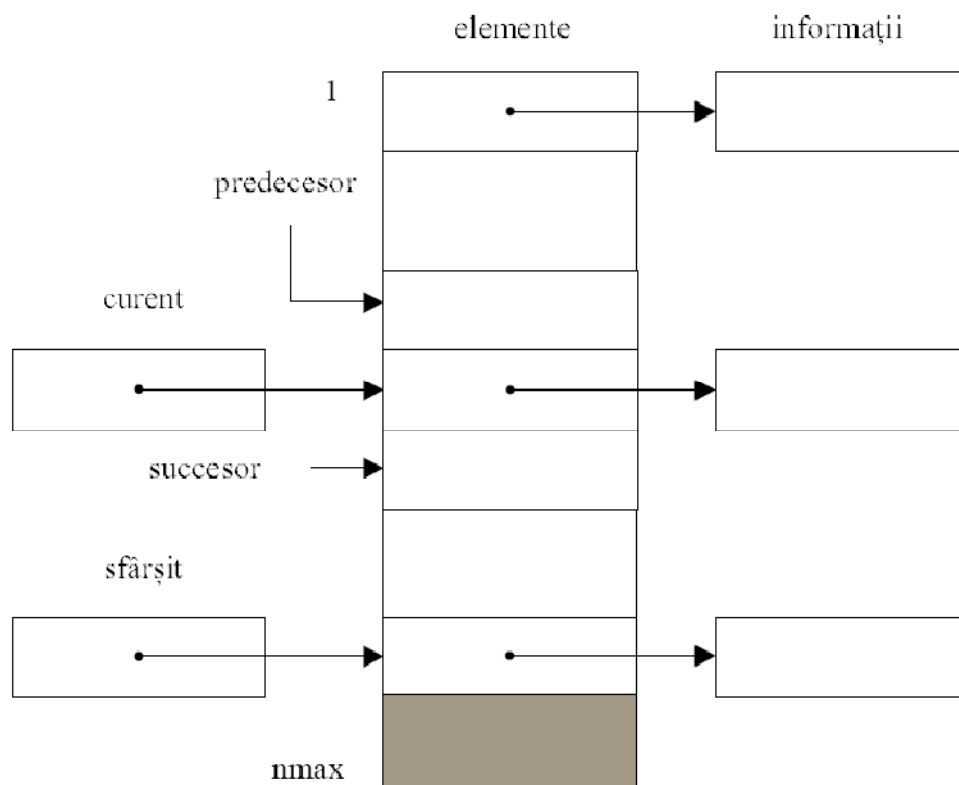 elemente informații
1
predecesor
curent
succesor
sfârșit
nmax